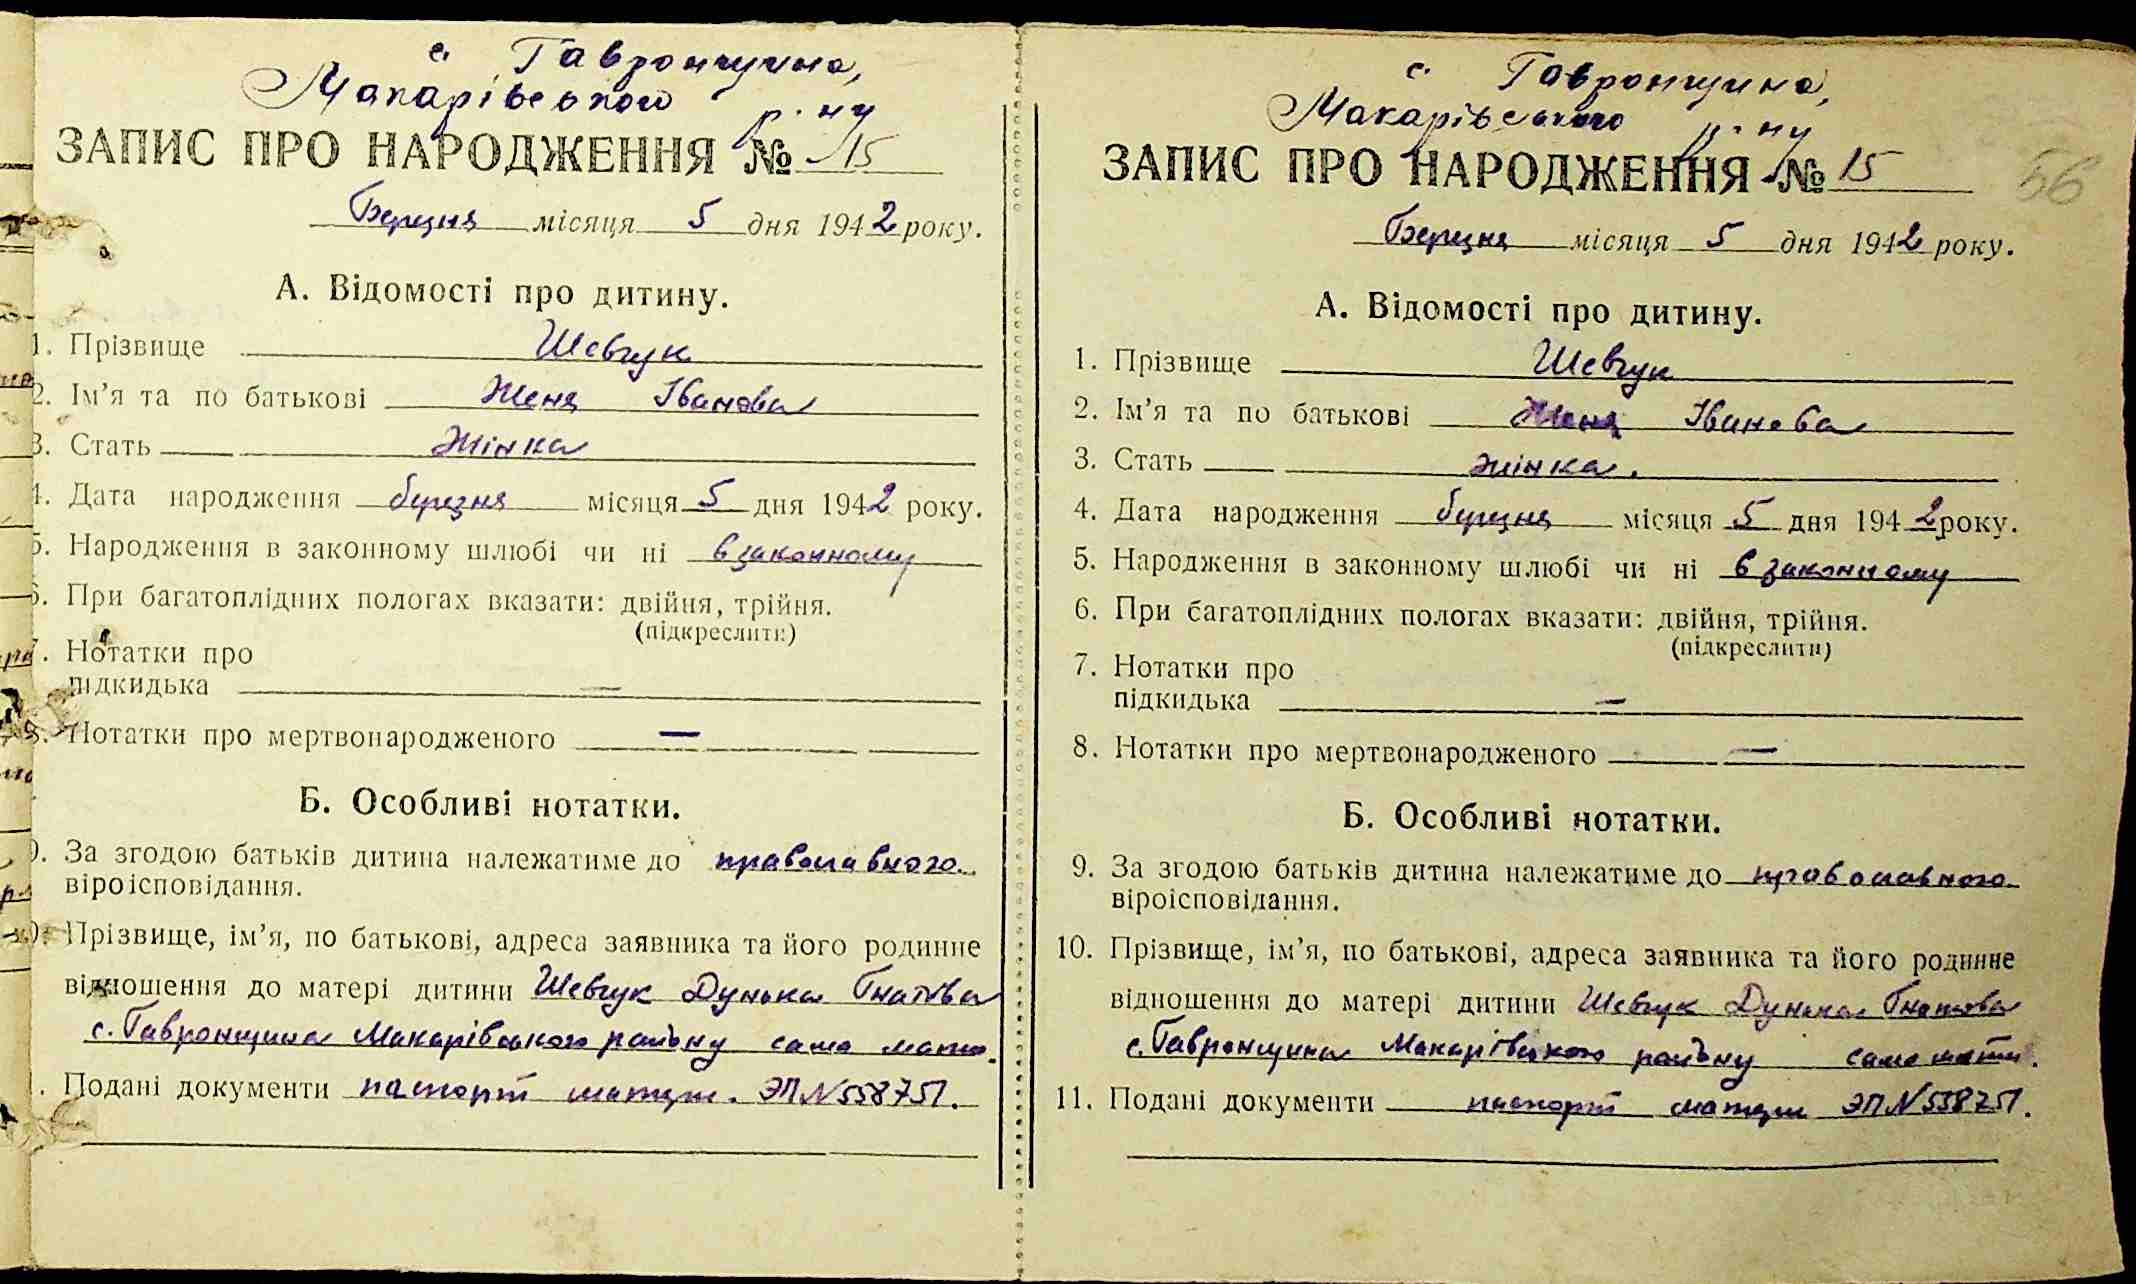 с. Гавронщина,
Макарівського р-ну
ЗАПИС ПРО НАРОДЖЕННЯ № 15
Березня місяця 5 дня 1942 року.
А. Відомості про дитину.
1. Прізвище Шевчук
2. Ім’я та по батькові Женя Іванова
3. Стать Жінка
4. Дата народження березня місяця 5 дня 1942 року.
5. Народження в законному шлюбі чи ні в законному
6. При багатоплідних пологах вказати: двійня, трійня.
(підкреслити)
7. Нотатки про
підкидька —
8. Нотатки про мертвонародженого —
Б. Особливі нотатки.
9. За згодою батьків дитина належатиме до православного
віроісповідання.
10. Прізвище, ім’я, по батькові, адреса заявника та його родинне
відношення до матері дитини Шевчук Дунька Гнатова
с. Гавронщина Макарівського району сама мати.
11. Подані документи паспорт матери. ЭП № 558751.
с. Гавронщина,
Макарівського р-ну
ЗАПИС ПРО НАРОДЖЕННЯ № 15
56
Березня місяця 5 дня 1942 року.
А. Відомості про дитину.
1. Прізвище Шевчук
2. Ім’я та по батькові Женя Іванова
3. Стать жінка.
4. Дата народження березня місяця 5 дня 1942 року.
5. Народження в законному шлюбі чи ні в законному
6. При багатоплідних пологах вказати: двійня, трійня.
(підкреслити)
7. Нотатки про
підкидька —
8. Нотатки про мертвонародженого —
Б. Особливі нотатки.
9. За згодою батьків дитина належатиме до православного
віроісповідання.
10. Прізвище, ім’я, по батькові, адреса заявника та його родинне
відношення до матері дитини Шевчук Дунька Гнатова
с. Гавронщина Макарівського району сама мати.
11. Подані документи паспорт матери ЭП № 558751.